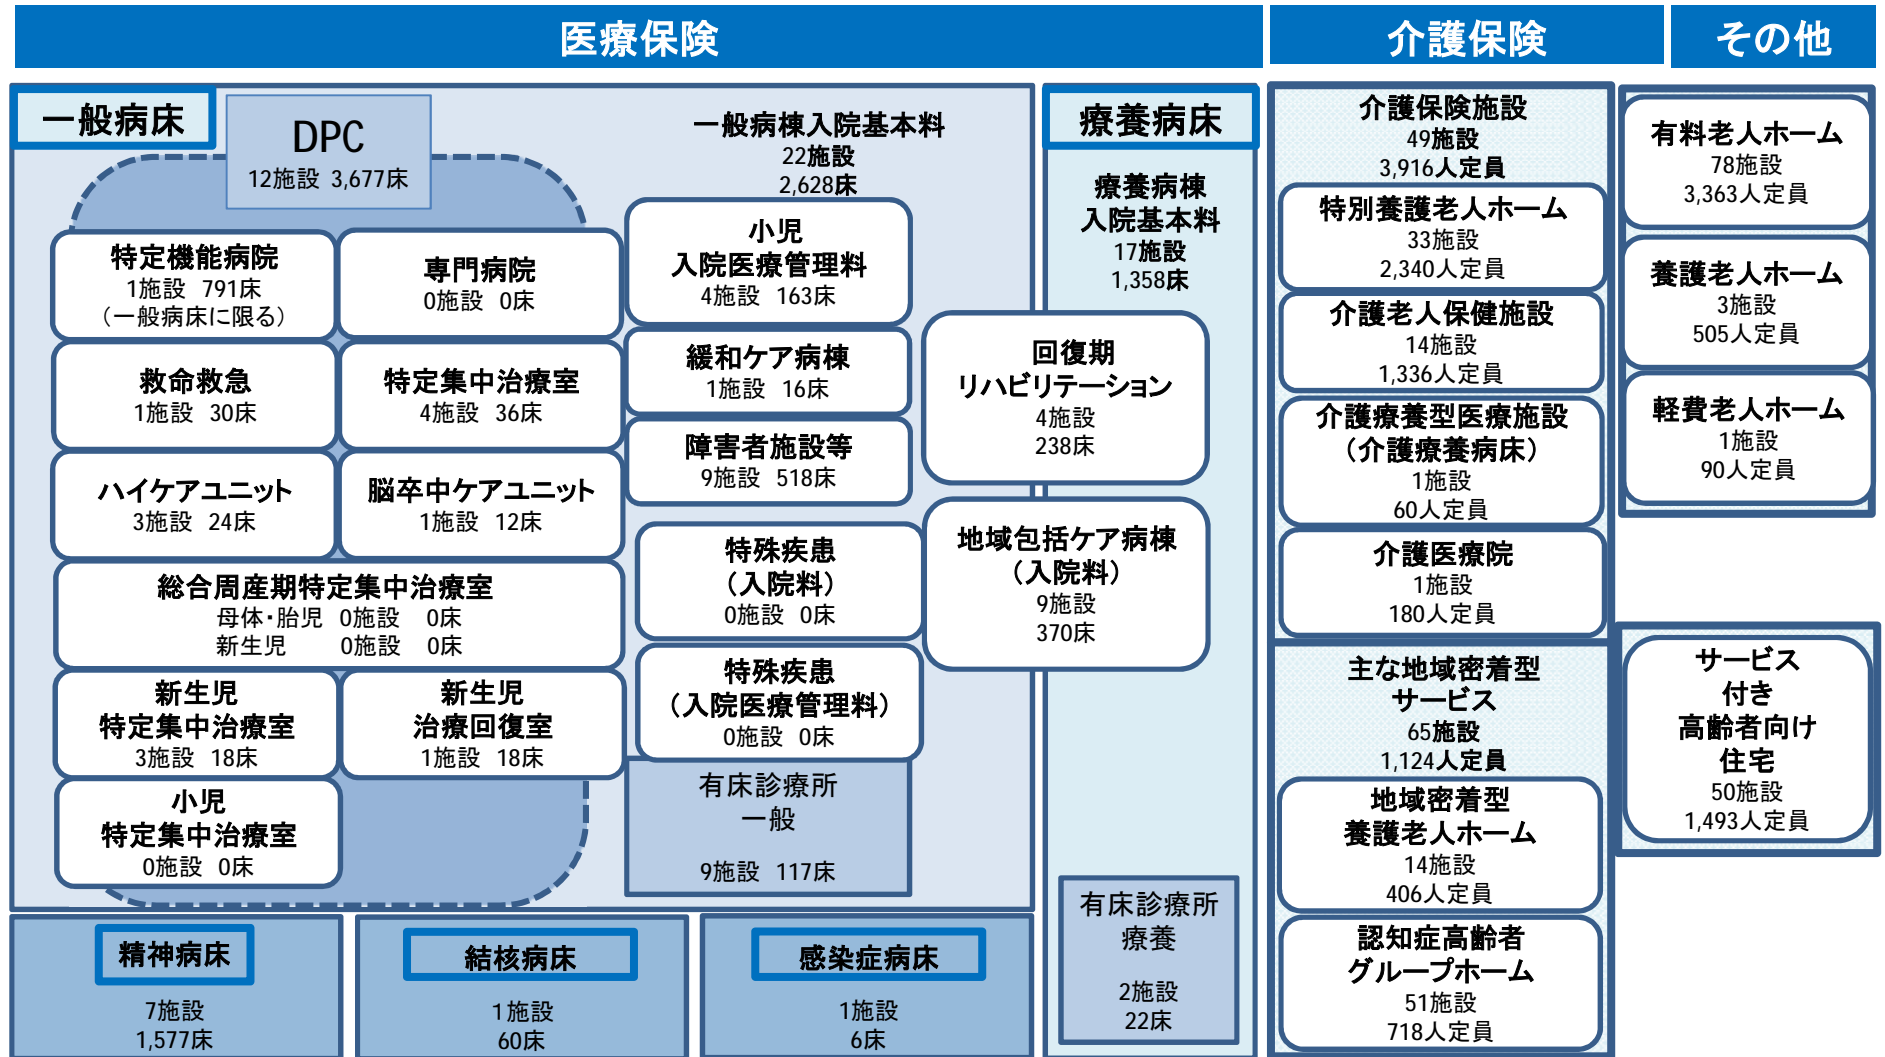 医療保険
介護保険
その他
一般病床
DPC
12施設 3,677床
一般病棟入院基本料
22施設
2,628床
特定機能病院
1施設 791床
（一般病床に限る）
専門病院
0施設 0床
救命救急
1施設 30床
特定集中治療室
4施設 36床
ハイケアユニット
3施設 24床
脳卒中ケアユニット
1施設 12床
総合周産期特定集中治療室
母体・胎児 0施設 0床
新生児 0施設 0床
新生児
特定集中治療室
3施設 18床
新生児
治療回復室
1施設 18床
小児
特定集中治療室
0施設 0床
小児
入院医療管理料
4施設 163床
緩和ケア病棟
1施設 16床
障害者施設等
9施設 518床
特殊疾患
（入院料）
0施設 0床
特殊疾患
（入院医療管理料）
0施設 0床
有床診療所
一般
9施設 117床
療養病床
療養病棟
入院基本料
17施設
1,358床
回復期
リハビリテーション
4施設
238床
地域包括ケア病棟
（入院料）
9施設
370床
有床診療所
療養
2施設
22床
精神病床
7施設
1,577床
結核病床
１施設
60床
感染症病床
1施設
6床
介護保険施設
49施設
3,916人定員
特別養護老人ホーム
33施設
2,340人定員
介護老人保健施設
14施設
1,336人定員
介護療養型医療施設
（介護療養病床）
1施設
60人定員
介護医療院
1施設
180人定員
主な地域密着型
サービス
65施設
1,124人定員
地域密着型
養護老人ホーム
14施設
406人定員
認知症高齢者
グループホーム
51施設
718人定員
有料老人ホーム
78施設
3,363人定員
養護老人ホーム
3施設
505人定員
軽費老人ホーム
1施設
90人定員
サービス
付き
高齢者向け
住宅
50施設
1,493人定員